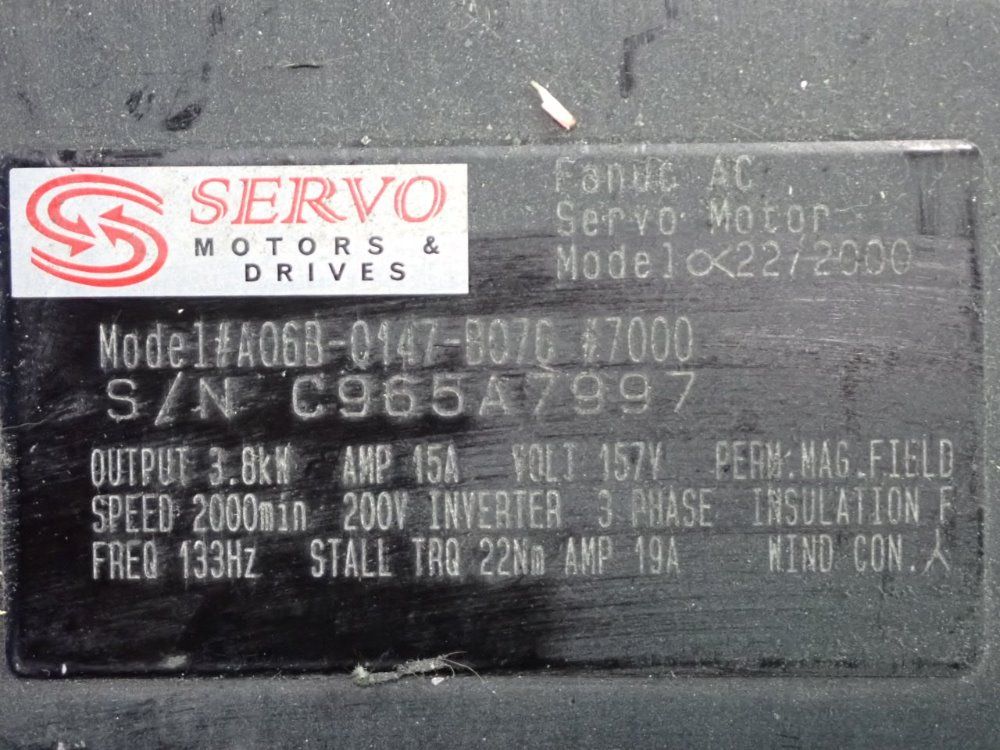 SERVO
MOTORS &
DRIVES
Fanuc AC
Servo Motor
Model α22/2000
Model#A06B-0147-B070 #7000
S/N C965A7997
OUTPUT 3.8kW AMP 15A VOLT 157V PERM.MAG.FIELD
SPEED 2000min 200V INVERTER 3 PHASE INSULATION F
FREQ 133Hz STALL TRQ 22Nm AMP 19A WIND CON.